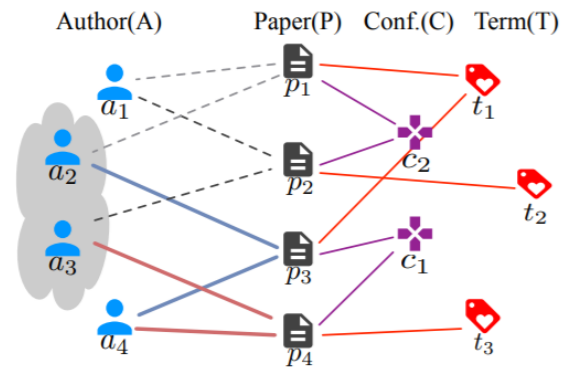 Author(A) Paper(P) Conf.(C) Term(T)
a1 p1 t1
a2 p2 c2
t2
a3 p3 c1
a4 p4 t3